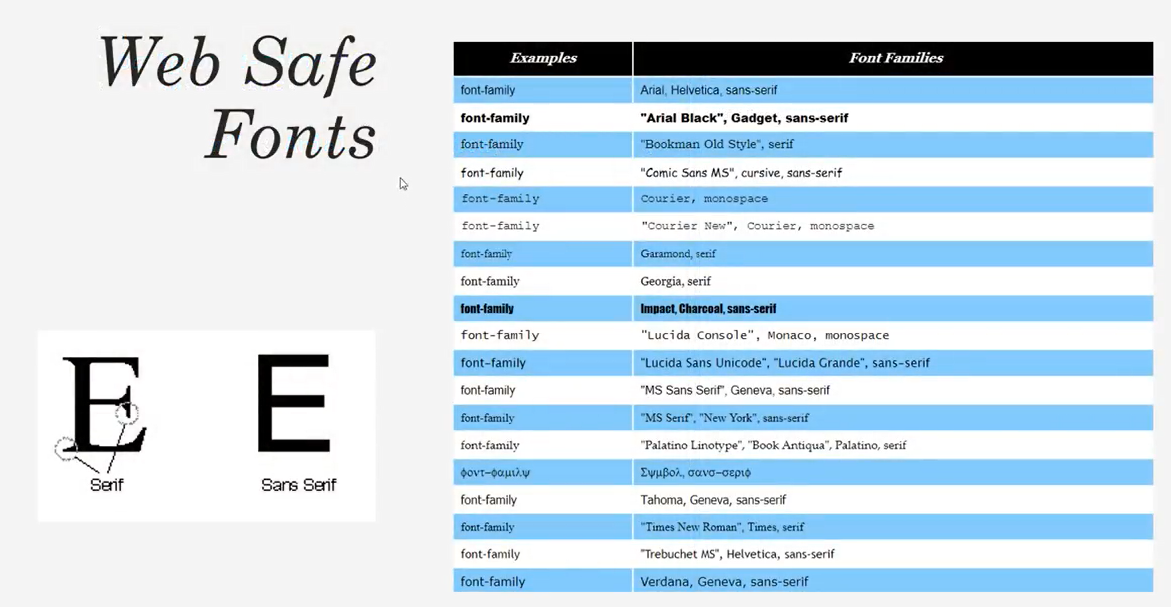 Web Safe
Fonts
Examples Font Families
font-family Arial, Helvetica, sans-serif
font-family "Arial Black", Gadget, sans-serif
font-family "Bookman Old Style", serif
font-family "Comic Sans MS", cursive, sans-serif
font-family Courier, monospace
font-family "Courier New", Courier, monospace
font-family Garamond, serif
font-family Georgia, serif
font-family Impact, Charcoal, sans-serif
font-family "Lucida Console", Monaco, monospace
font-family "Lucida Sans Unicode", "Lucida Grande", sans-serif
font-family "MS Sans Serif", Geneva, sans-serif
font-family "MS Serif", "New York", sans-serif
font-family "Palatino Linotype", "Book Antiqua", Palatino, serif
φοντ−φαμιλψ Σψμβολ, σανσ−σεριφ
font-family Tahoma, Geneva, sans-serif
font-family "Times New Roman", Times, serif
font-family "Trebuchet MS", Helvetica, sans-serif
font-family Verdana, Geneva, sans-serif
E E
Serif Sans Serif